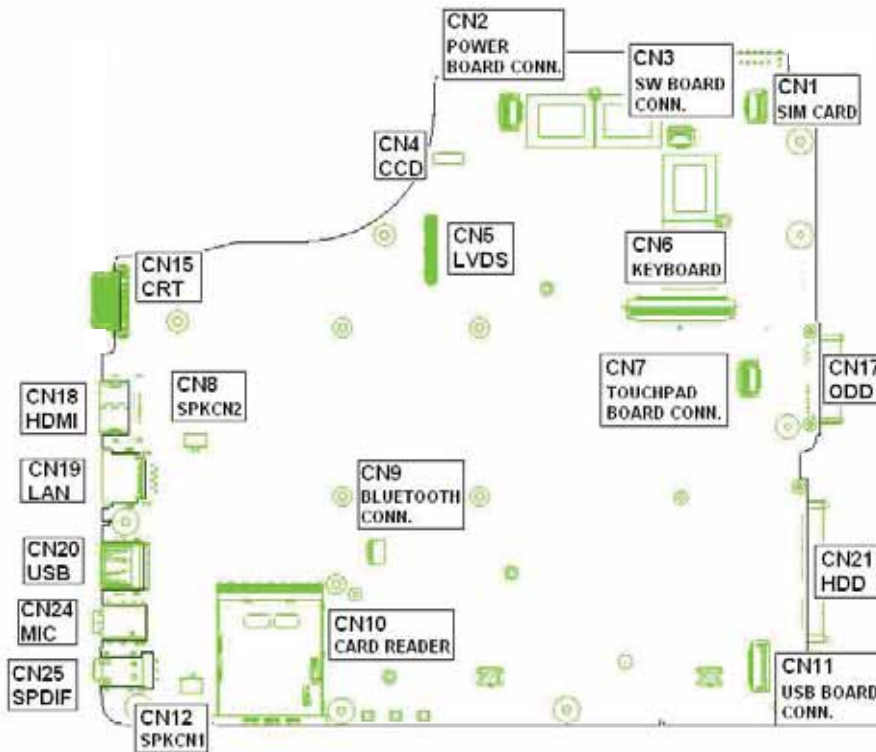 CN2
POWER
BOARD CONN.
CN3
SW BOARD
CONN.
CN1
SIM CARD
CN4
CCD
CN5
LVDS
CN6
KEYBOARD
CN15
CRT
CN7
TOUCHPAD
BOARD CONN.
CN17
ODD
CN18
HDMI
CN8
SPKCN2
CN19
LAN
CN9
BLUETOOTH
CONN.
CN20
USB
CN21
HDD
CN24
MIC
CN10
CARD READER
CN25
SPDIF
CN11
USB BOARD
CONN.
CN12
SPKCN1